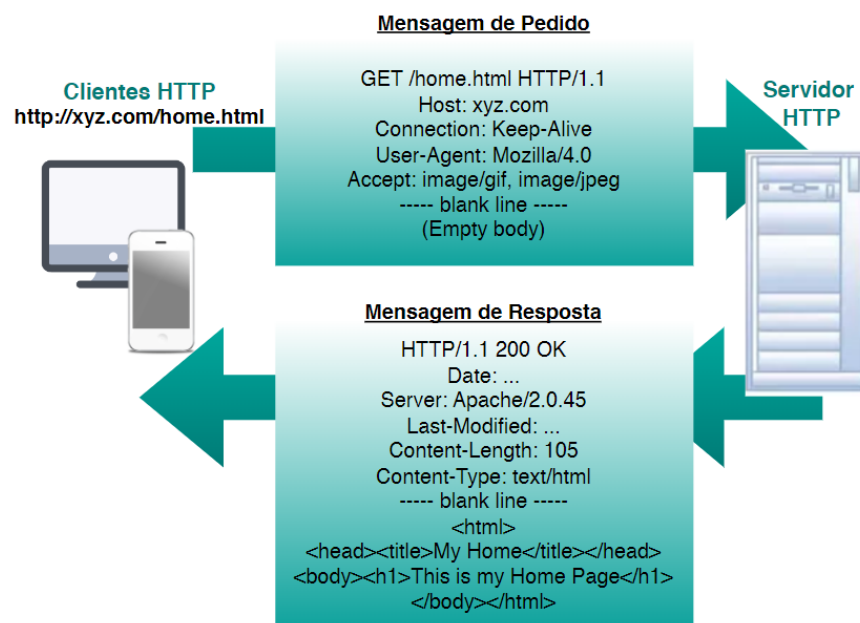 Mensagem de Pedido
Clientes HTTP
http://xyz.com/home.html
GET /home.html HTTP/1.1
Host: xyz.com
Connection: Keep-Alive
User-Agent: Mozilla/4.0
Accept: image/gif, image/jpeg
----- blank line -----
(Empty body)
Servidor
HTTP
Mensagem de Resposta
HTTP/1.1 200 OK
Date: ...
Server: Apache/2.0.45
Last-Modified: ...
Content-Length: 105
Content-Type: text/html
----- blank line -----
<html>
<head><title>My Home</title></head>
<body><h1>This is my Home Page</h1>
</body></html>